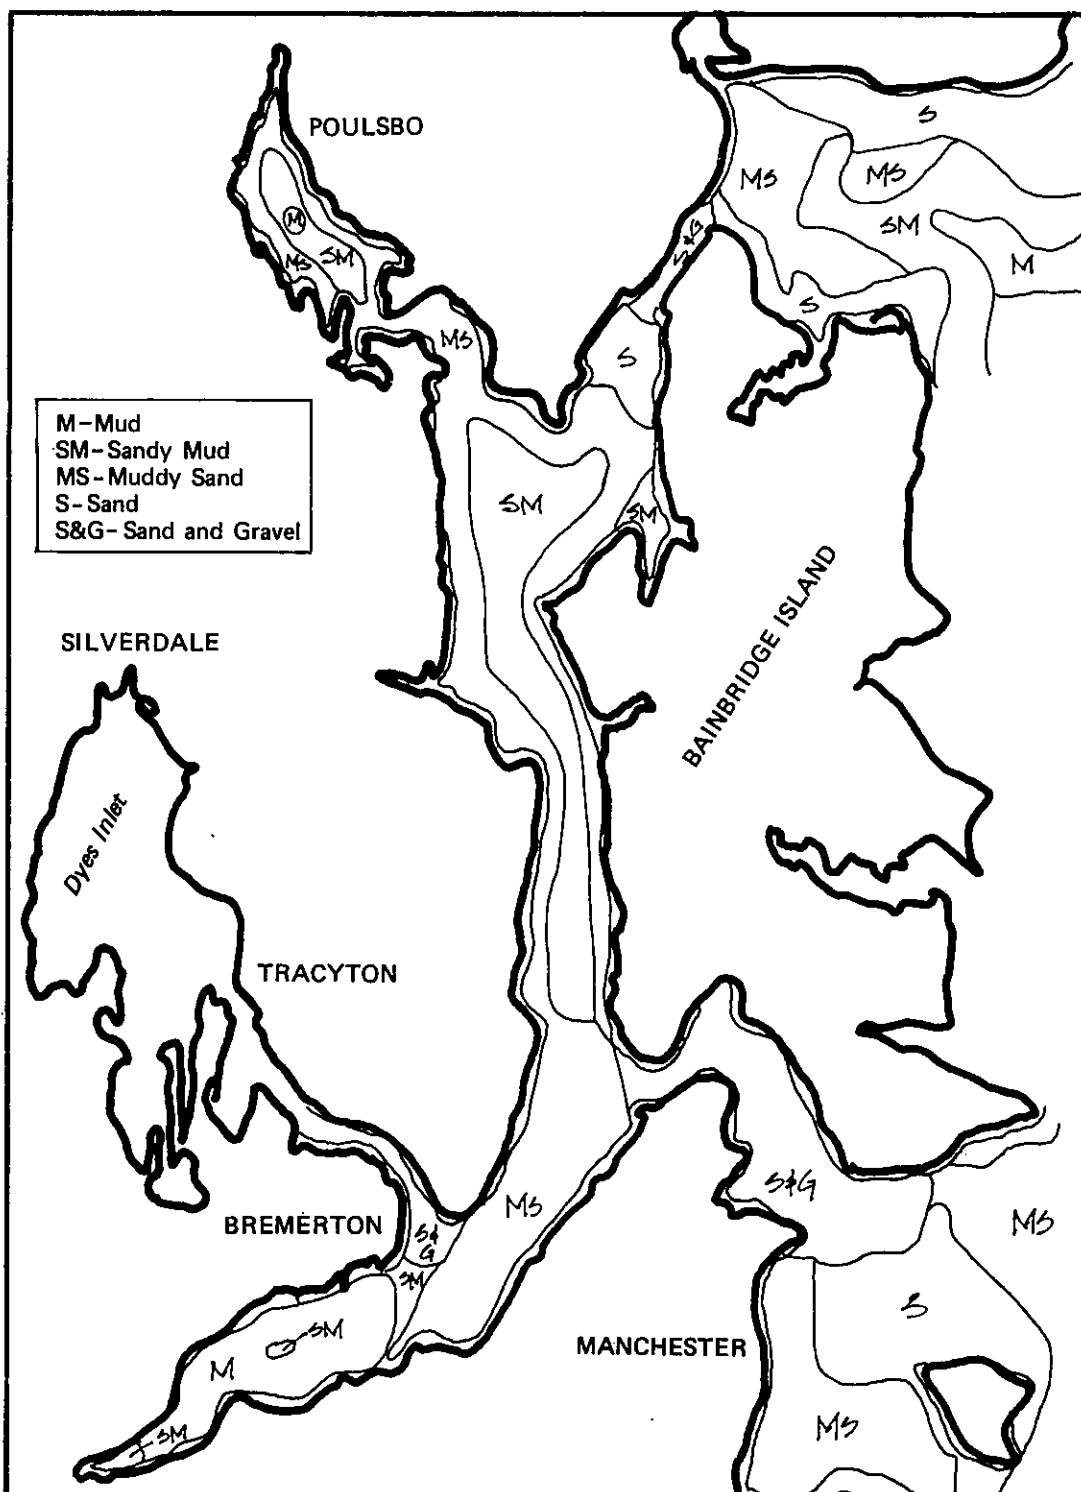 POULSBO
S
MS
MS
M
SM
S&G
SM
MS
M
S
MS
S
M-Mud
SM-Sandy Mud
MS-Muddy Sand
S-Sand
S&G-Sand and Gravel
SM
SM
BAINBRIDGE ISLAND
SILVERDALE
Dyes Inlet
TRACYTON
S&G
MS
BREMERTON
S&
G
MS
SM
S
SM
MANCHESTER
M
MS
SM